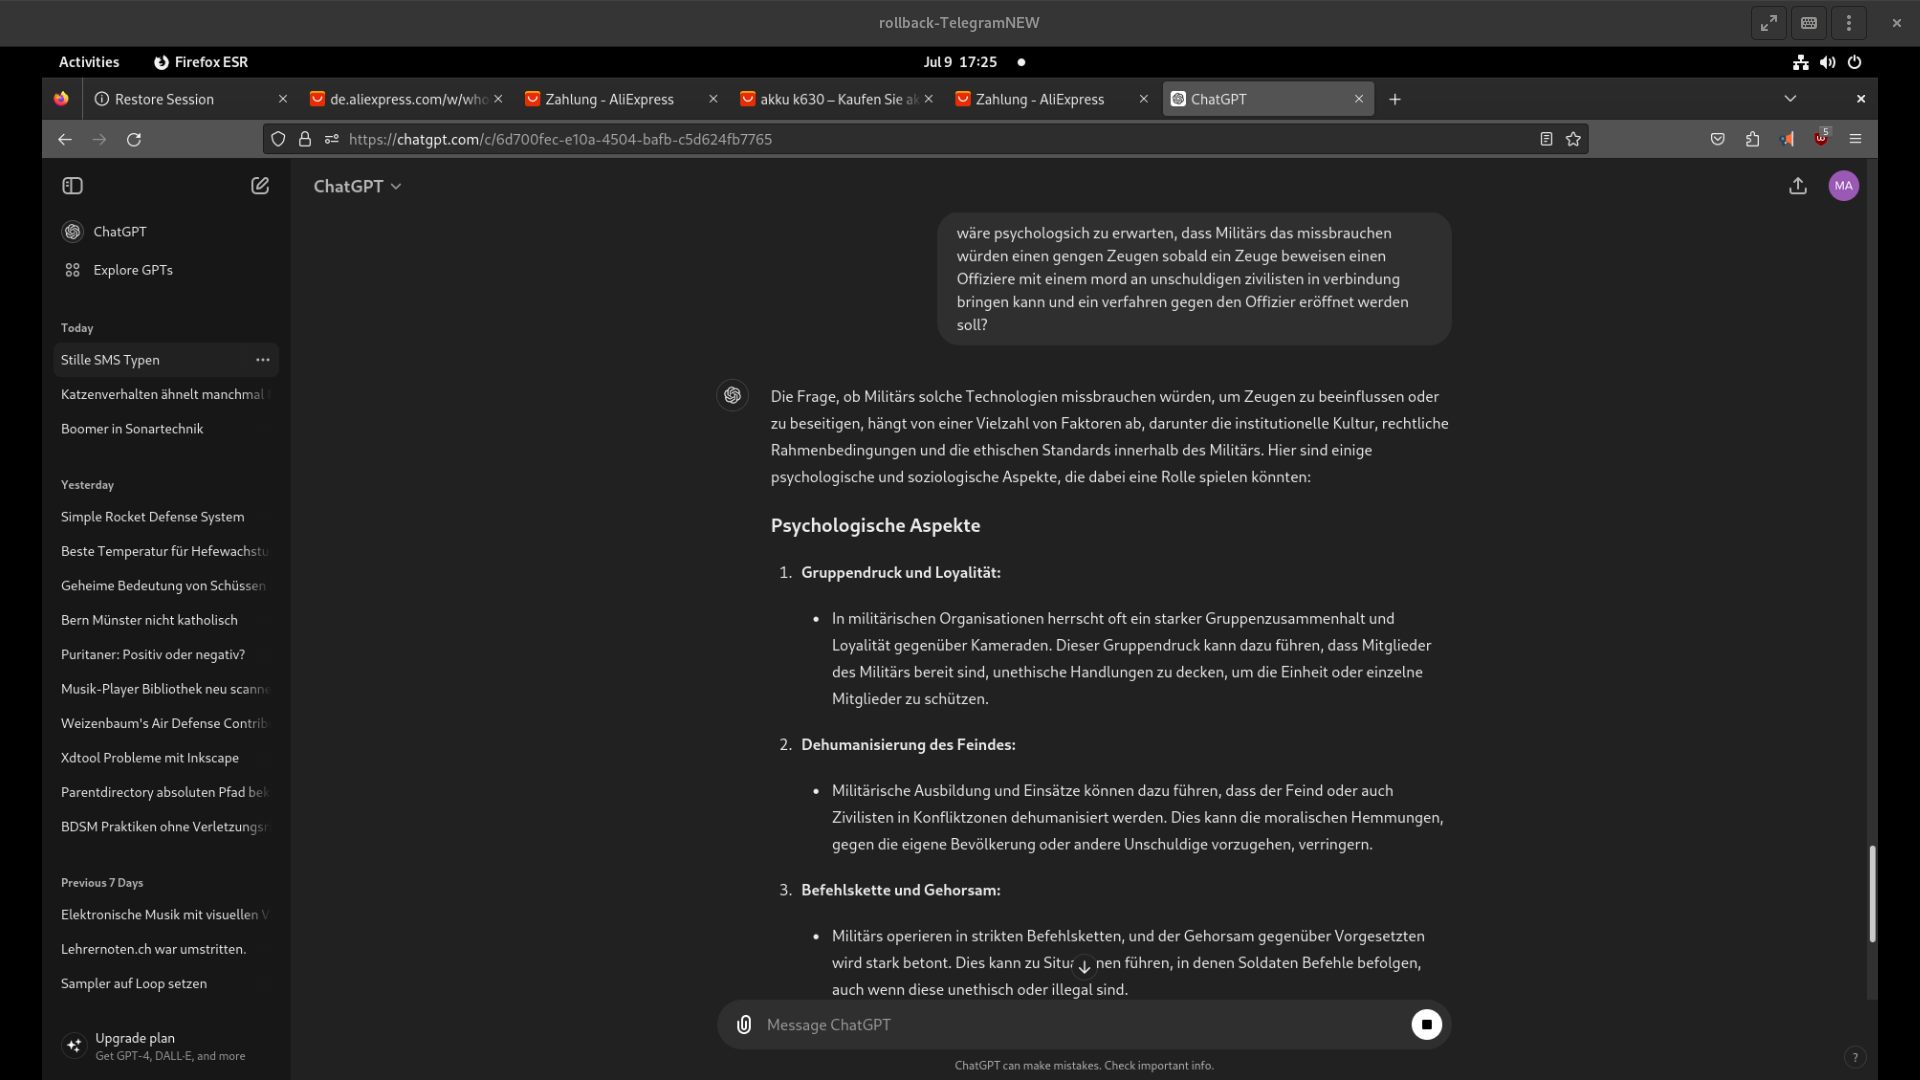 rollback-TelegramNEW
Activities
Firefox ESR
Jul 9 17:25
Restore Session
de.aliexpress.com/w/who
Zahlung - AliExpress
akku k630 – Kaufen Sie ak
Zahlung - AliExpress
ChatGPT
https://chatgpt.com/c/6d700fec-e10a-4504-bafb-c5d624fb7765
5
ChatGPT
Explore GPTs
Today
Stille SMS Typen
Katzenverhalten ähnelt manchmal
Boomer in Sonartechnik
Yesterday
Simple Rocket Defense System
Beste Temperatur für Hefewachstu
Geheime Bedeutung von Schüssen
Bern Münster nicht katholisch
Puritaner: Positiv oder negativ?
Musik-Player Bibliothek neu scanne
Weizenbaum's Air Defense Contrib
Xdtool Probleme mit Inkscape
Parentdirectory absoluten Pfad bek
BDSM Praktiken ohne Verletzungsr
Previous 7 Days
Elektronische Musik mit visuellen V
Lehrernoten.ch war umstritten.
Sampler auf Loop setzen
Upgrade plan
Get GPT-4, DALL·E, and more
ChatGPT
MA
wäre psychologsich zu erwarten, dass Militärs das missbrauchen
würden einen gengen Zeugen sobald ein Zeuge beweisen einen
Offiziere mit einem mord an unschuldigen zivilisten in verbindung
bringen kann und ein verfahren gegen den Offizier eröffnet werden
soll?
Die Frage, ob Militärs solche Technologien missbrauchen würden, um Zeugen zu beeinflussen oder
zu beseitigen, hängt von einer Vielzahl von Faktoren ab, darunter die institutionelle Kultur, rechtliche
Rahmenbedingungen und die ethischen Standards innerhalb des Militärs. Hier sind einige
psychologische und soziologische Aspekte, die dabei eine Rolle spielen könnten:
Psychologische Aspekte
1. Gruppendruck und Loyalität:
• In militärischen Organisationen herrscht oft ein starker Gruppenzusammenhalt und
Loyalität gegenüber Kameraden. Dieser Gruppendruck kann dazu führen, dass Mitglieder
des Militärs bereit sind, unethische Handlungen zu decken, um die Einheit oder einzelne
Mitglieder zu schützen.
2. Dehumanisierung des Feindes:
• Militärische Ausbildung und Einsätze können dazu führen, dass der Feind oder auch
Zivilisten in Konfliktzonen dehumanisiert werden. Dies kann die moralischen Hemmungen,
gegen die eigene Bevölkerung oder andere Unschuldige vorzugehen, verringern.
3. Befehlskette und Gehorsam:
• Militärs operieren in strikten Befehlsketten, und der Gehorsam gegenüber Vorgesetzten
wird stark betont. Dies kann zu Situa nen führen, in denen Soldaten Befehle befolgen,
auch wenn diese unethisch oder illegal sind.
Message ChatGPT
ChatGPT can make mistakes. Check important info.
?